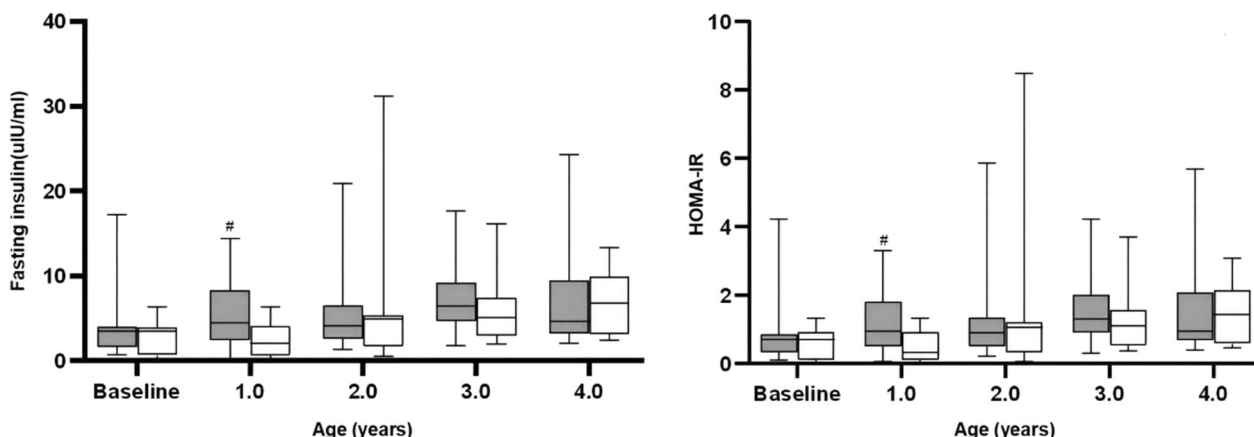 40
30
20
10
0
Fasting insulin(uIU/ml)
#
Baseline 1.0 2.0 3.0 4.0
Age (years)
10
8
6
4
2
0
HOMA-IR
#
Baseline 1.0 2.0 3.0 4.0
Age (years)